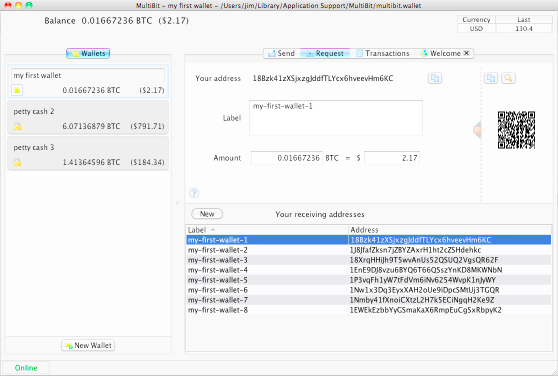 MultiBit - my first wallet - /Users/jim/Library/Application Support/MultiBit/multibit.wallet
Balance 0.01667236 BTC ($2.17)
Currency Last
USD 130.4
Wallets
Send Request Transactions Welcome
my first wallet
0.01667236 BTC ($2.17)
petty cash 2
6.07136879 BTC ($791.71)
petty cash 3
1.41364596 BTC ($184.34)
New Wallet
Your address 18Bzk41zXSjxzgJddfTLYcx6hveevHm6KC
Label my-first-wallet-1
Amount 0.01667236 BTC = $ 2.17
?
New Your receiving addresses
Label Address
my-first-wallet-1 18Bzk41zXSjxzgJddfTLYcx6hveevHm6KC
my-first-wallet-2 1J8JfafZksn7jZBYZAxrH1ht2cZSHdehkc
my-first-wallet-3 18XrqHHiJh9T5wvAnUs52QSUQ2VgsQR62F
my-first-wallet-4 1EnE9DJ8vzu6BYQ6T66QSszYnKD8MKWNbN
my-first-wallet-5 1P3vqFh1yW7tFdVm6iNv6254WvpK1nJyWY
my-first-wallet-6 1Nw1x3Dq3EyxXAH2oUe9iDpcSMtUj3TGQR
my-first-wallet-7 1Nmby41fXnoiCXtzL2H7k5ECiNgqH2Ke9Z
my-first-wallet-8 1EWEkEzbbYyGSmaKaX6RmpEuCg5xRbpyK2
Online